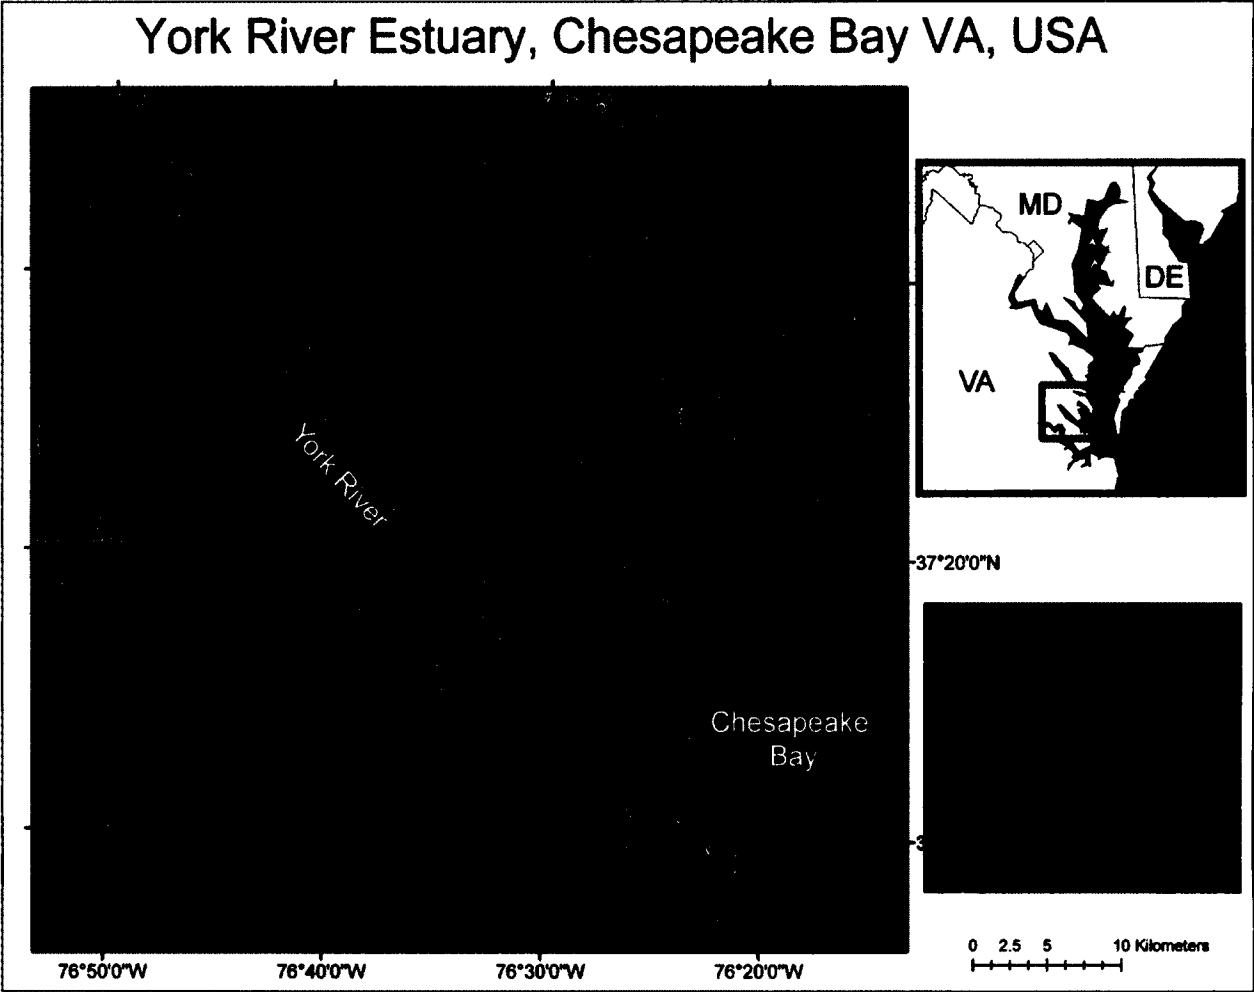 York River Estuary, Chesapeake Bay VA, USA
MD
DE
VA
York River
37°20'0"N
Chesapeake
Bay
3
0 2.5 5 10 Kilometers
76°50'0"W 76°40'0"W 76°30'0"W 76°20'0"W